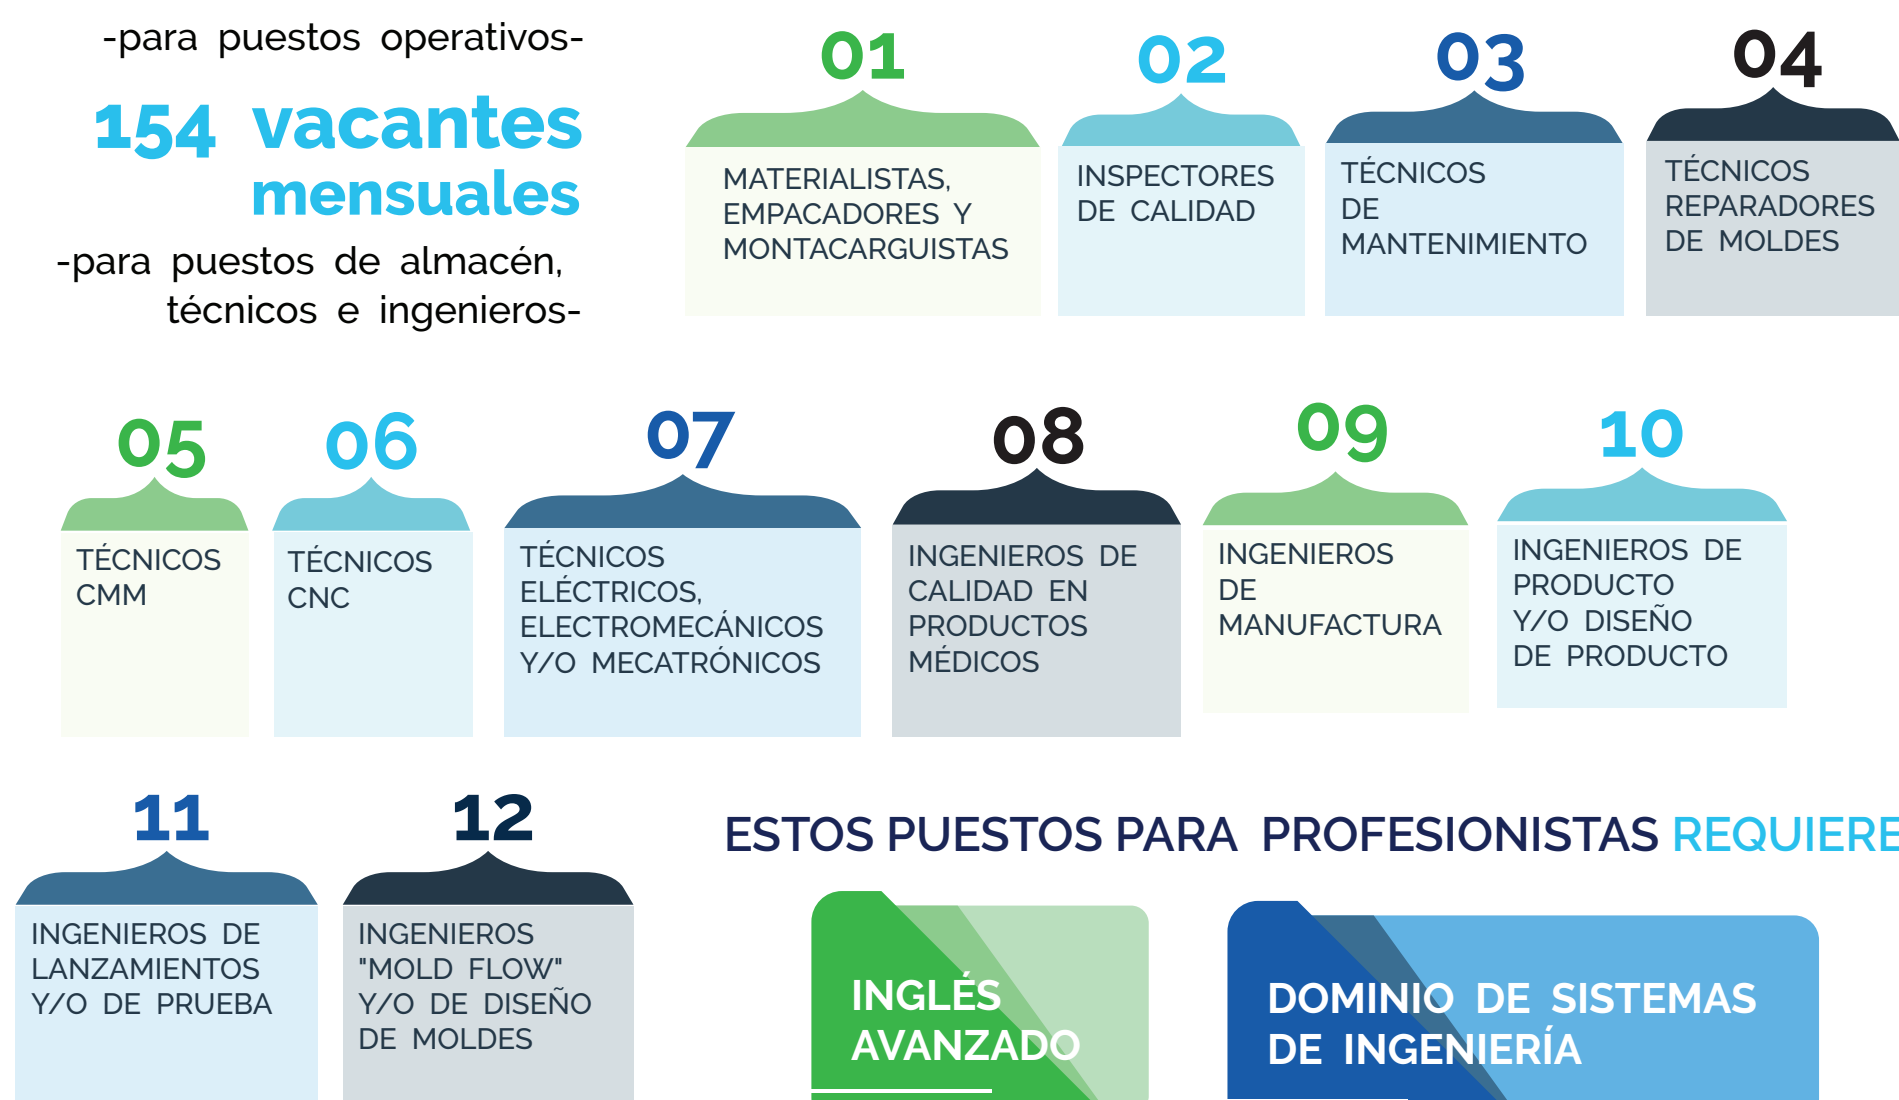 -para puestos operativos-
154 vacantes
mensuales
-para puestos de almacén,
técnicos e ingenieros-
01
MATERIALISTAS,
EMPACADORES Y
MONTACARGUISTAS
02
INSPECTORES
DE CALIDAD
03
TÉCNICOS
DE
MANTENIMIENTO
04
TÉCNICOS
REPARADORES
DE MOLDES
05
TÉCNICOS
CMM
06
TÉCNICOS
CNC
07
TÉCNICOS
ELÉCTRICOS,
ELECTROMECÁNICOS
Y/O MECATRÓNICOS
08
INGENIEROS DE
CALIDAD EN
PRODUCTOS
MÉDICOS
09
INGENIEROS
DE
MANUFACTURA
10
INGENIEROS DE
PRODUCTO
Y/O DISEÑO
DE PRODUCTO
11
INGENIEROS DE
LANZAMIENTOS
Y/O DE PRUEBA
12
INGENIEROS
"MOLD FLOW"
Y/O DE DISEÑO
DE MOLDES
ESTOS PUESTOS PARA PROFESIONISTAS REQUIERE
INGLÉS
AVANZADO
DOMINIO DE SISTEMAS
DE INGENIERÍA